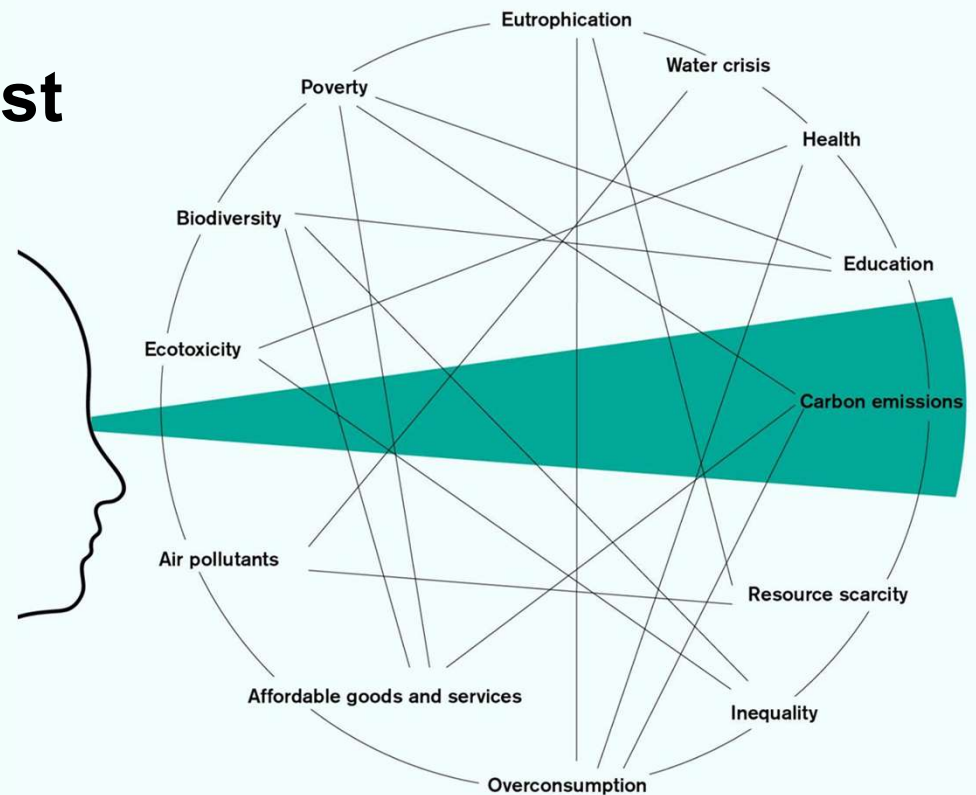 st
Eutrophication
Water crisis
Poverty
Health
Biodiversity
Education
Ecotoxicity
Carbon emissions
Air pollutants
Resource scarcity
Affordable goods and services
Inequality
Overconsumption